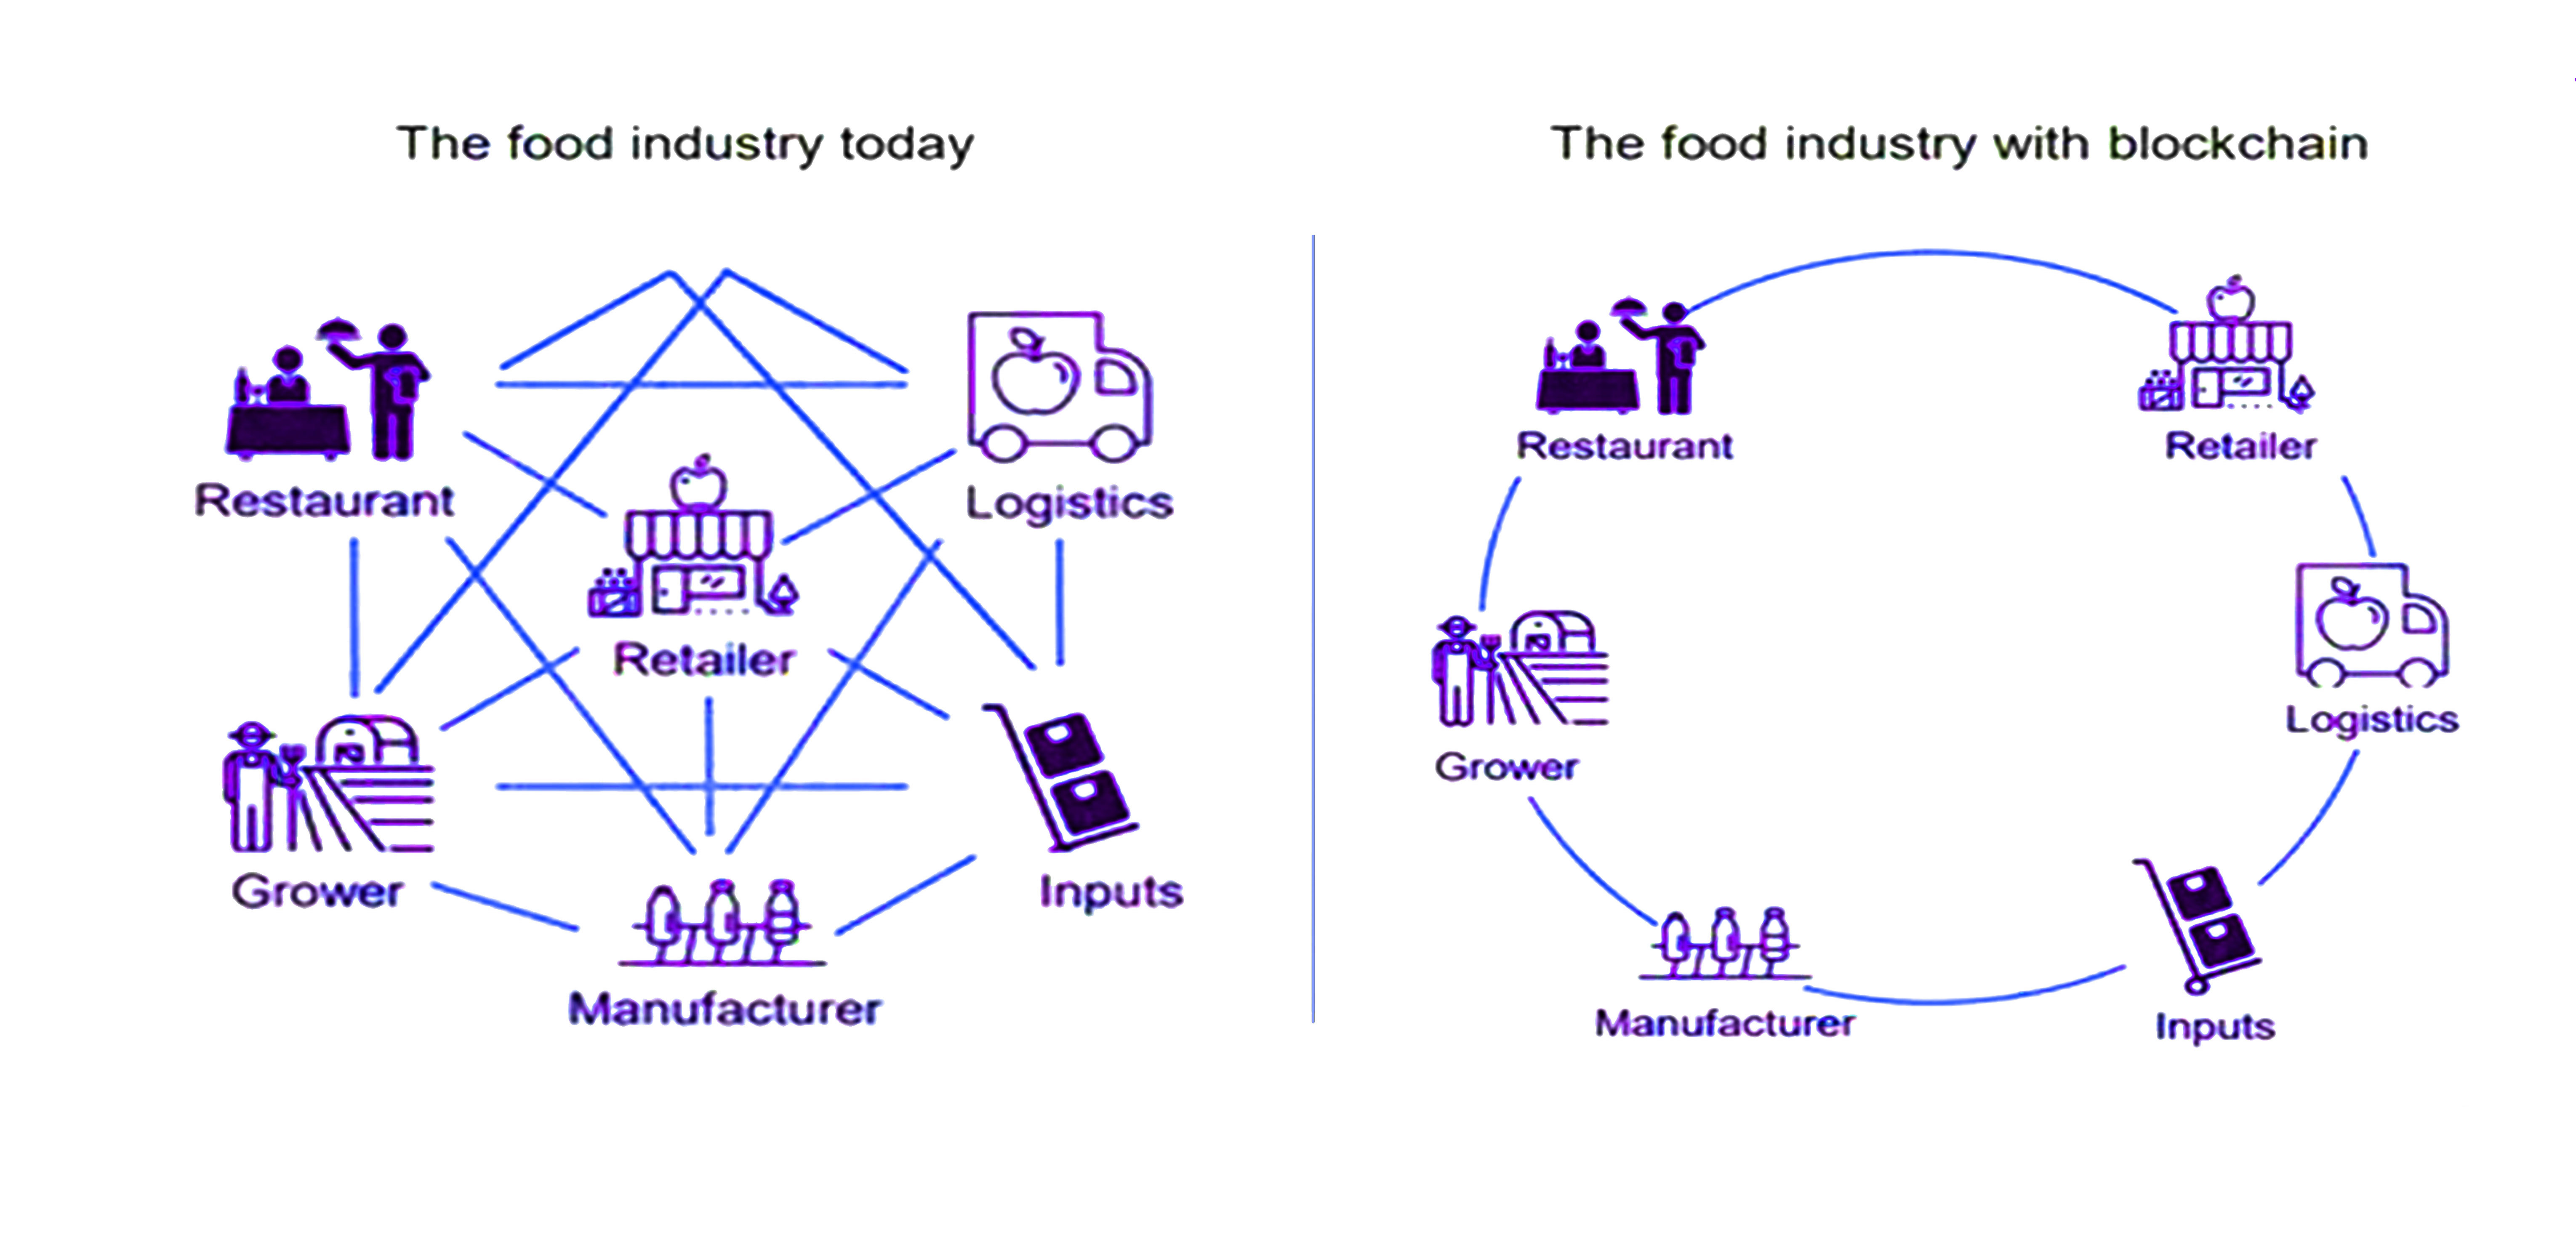 The food industry today
Restaurant
Logistics
Retailer
Grower
Inputs
Manufacturer
The food industry with blockchain
Restaurant
Retailer
Grower
Logistics
Manufacturer
Inputs